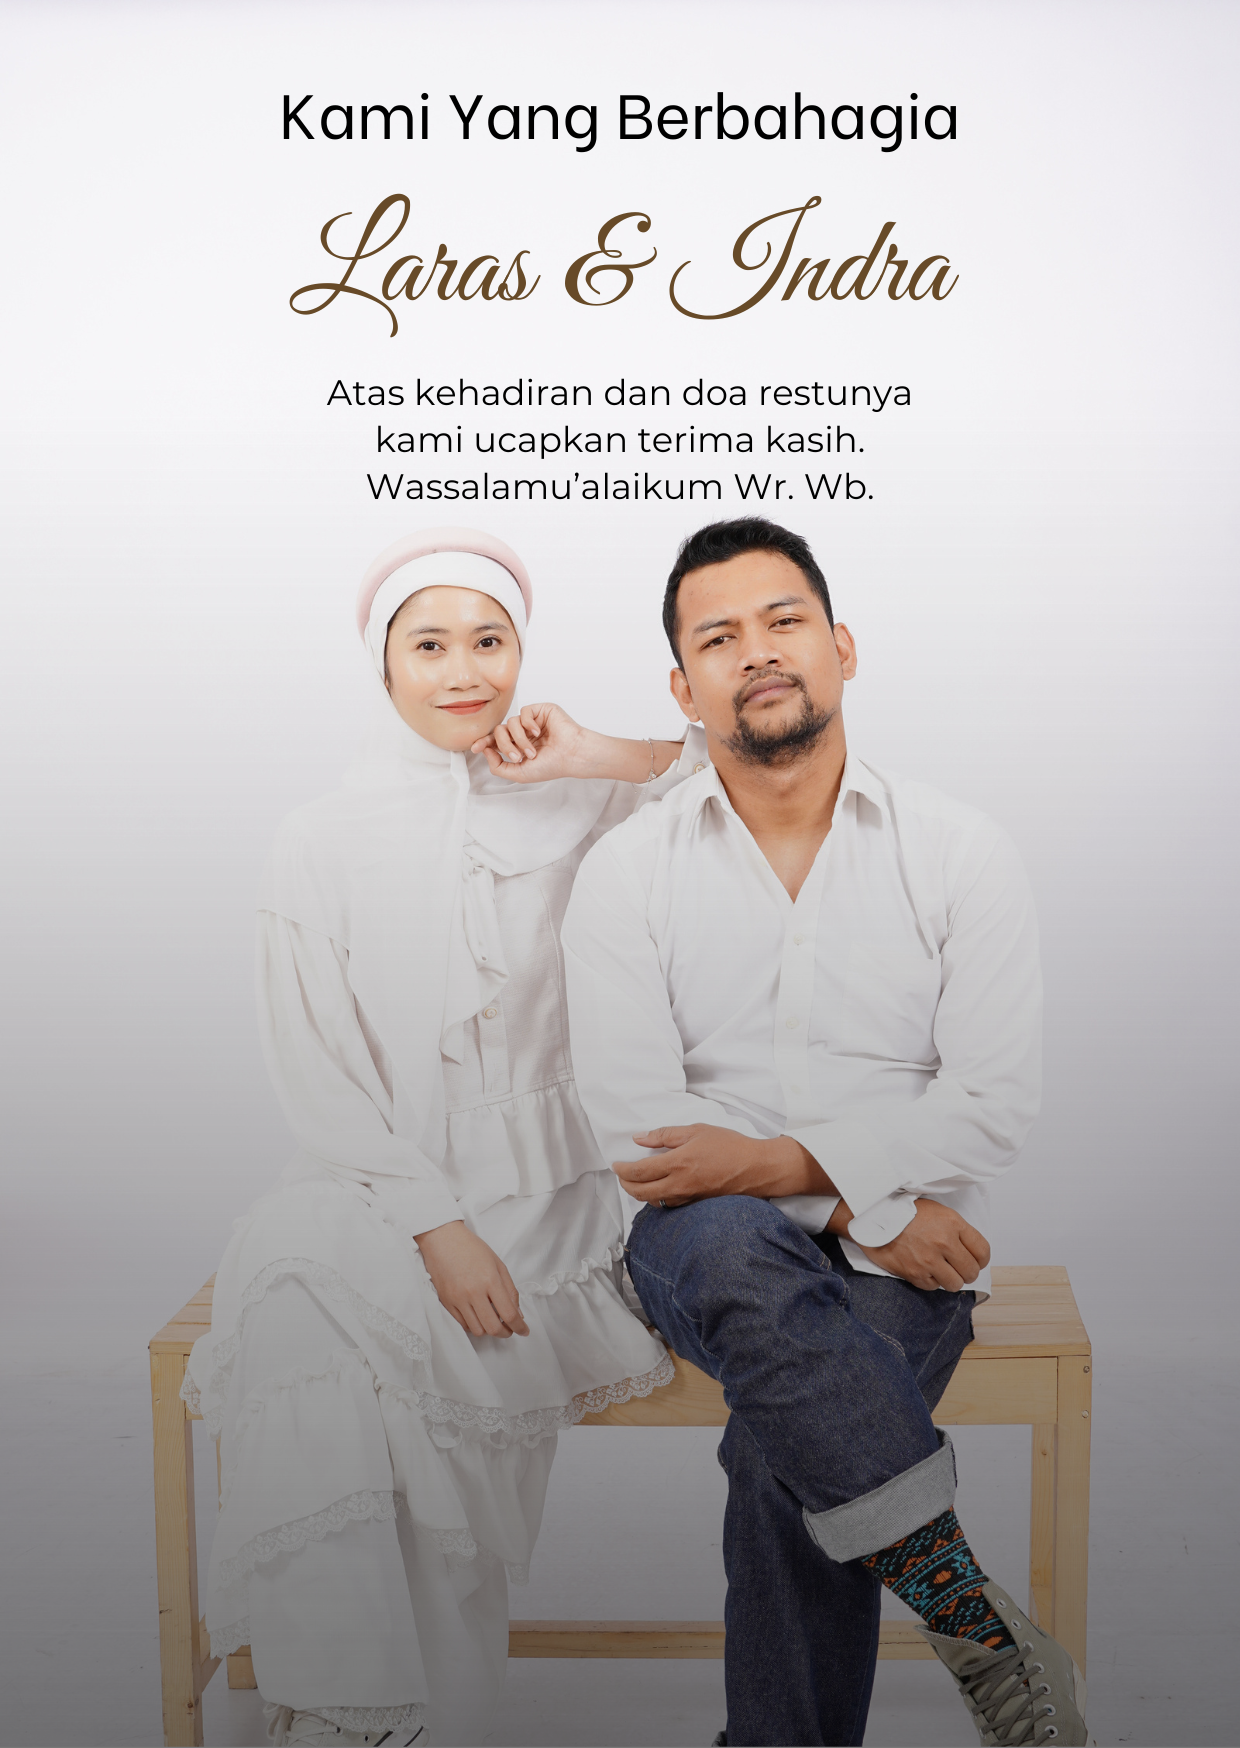 Kami Yang Berbahagia
Laras & Indra
Atas kehadiran dan doa restunya
kami ucapkan terima kasih.
Wassalamu’alaikum Wr. Wb.